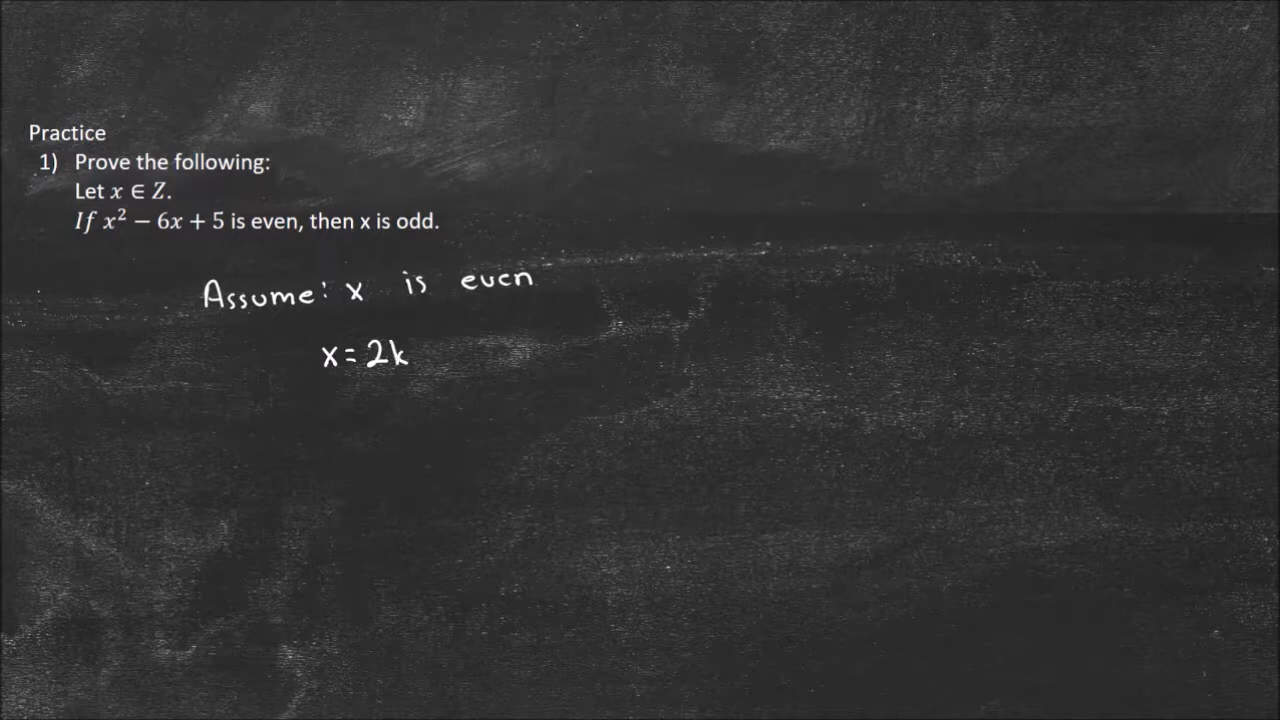 Practice
1) Prove the following:
Let x ∈ Z.
If x² − 6x + 5 is even, then x is odd.
Assume: x is even
x = 2k